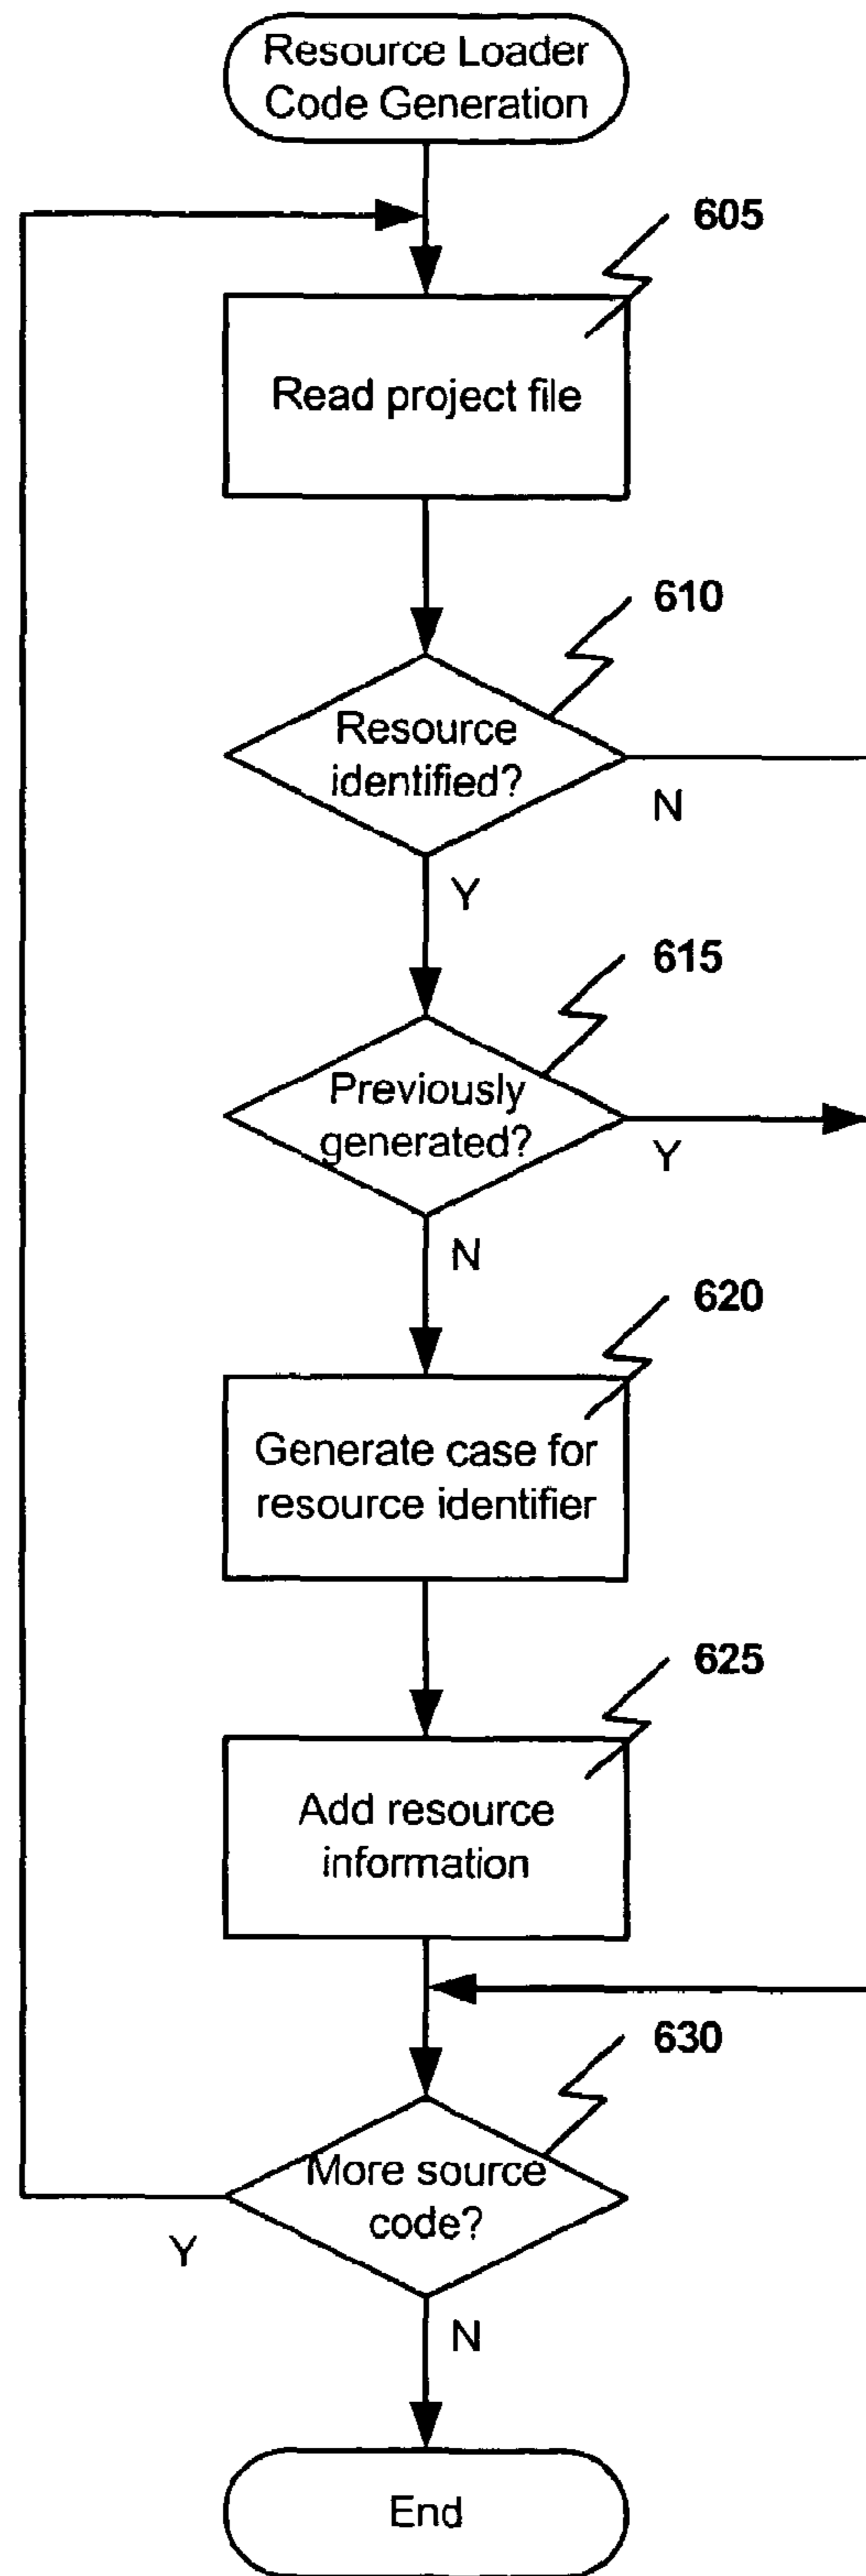 Resource Loader
Code Generation
605
Read project file
610
Resource
identified?
N
Y
615
Previously
generated?
Y
N
620
Generate case for
resource identifier
625
Add resource
information
630
More source
code?
Y
N
End